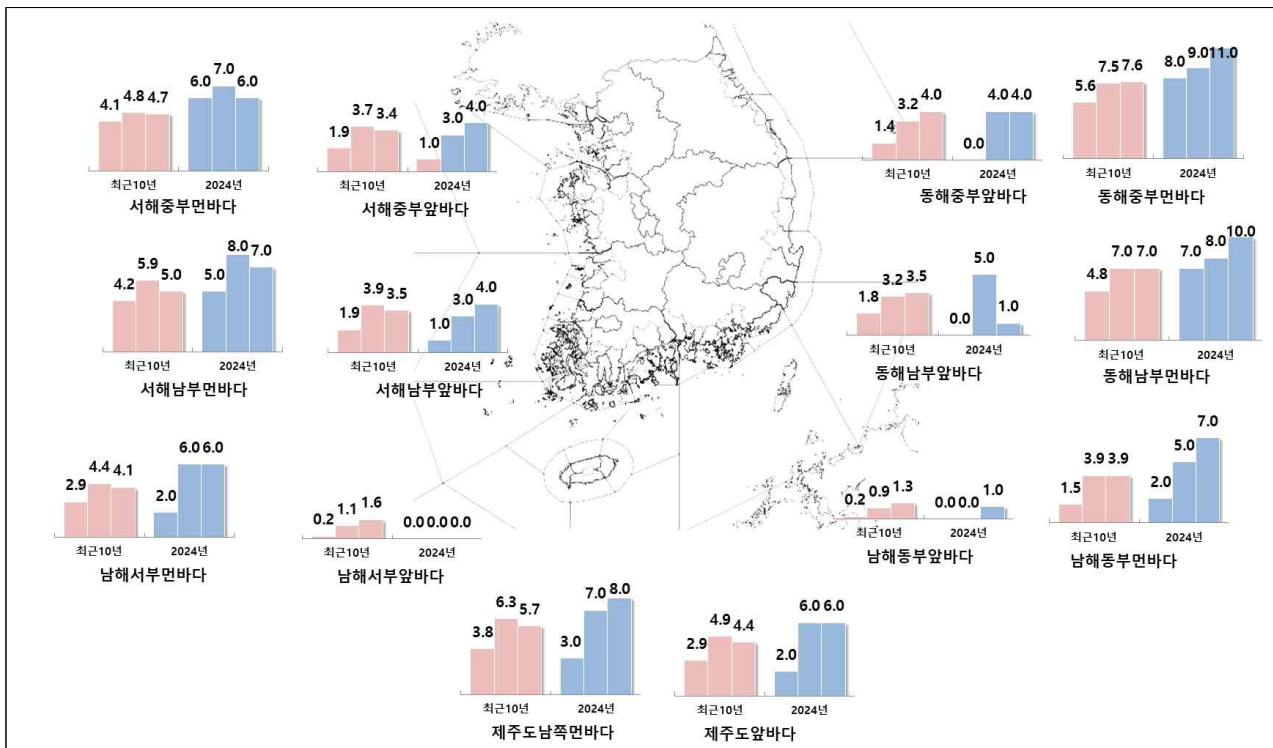 4.1 4.8 4.7 6.0 7.0 6.0
최근10년 2024년
서해중부먼바다
1.9 3.7 3.4 1.0 3.0 4.0
최근10년 2024년
서해중부앞바다
1.4 3.2 4.0 0.0 4.0 4.0
최근10년 2024년
동해중부앞바다
5.6 7.5 7.6 8.0 9.0 11.0
최근10년 2024년
동해중부먼바다
4.2 5.9 5.0 5.0 8.0 7.0
최근10년 2024년
서해남부먼바다
1.9 3.9 3.5 1.0 3.0 4.0
최근10년 2024년
서해남부앞바다
1.8 3.2 3.5 0.0 5.0 1.0
최근10년 2024년
동해남부앞바다
4.8 7.0 7.0 7.0 8.0 10.0
최근10년 2024년
동해남부먼바다
2.9 4.4 4.1 2.0 6.0 6.0
최근10년 2024년
남해서부먼바다
0.2 1.1 1.6 0.0 0.0 0.0
최근10년 2024년
남해서부앞바다
0.2 0.9 1.3 0.0 0.0 1.0
최근10년 2024년
남해동부앞바다
1.5 3.9 3.9 2.0 5.0 7.0
최근10년 2024년
남해동부먼바다
3.8 6.3 5.7 3.0 7.0 8.0
최근10년 2024년
제주도남쪽먼바다
2.9 4.9 4.4 2.0 6.0 6.0
최근10년 2024년
제주도앞바다